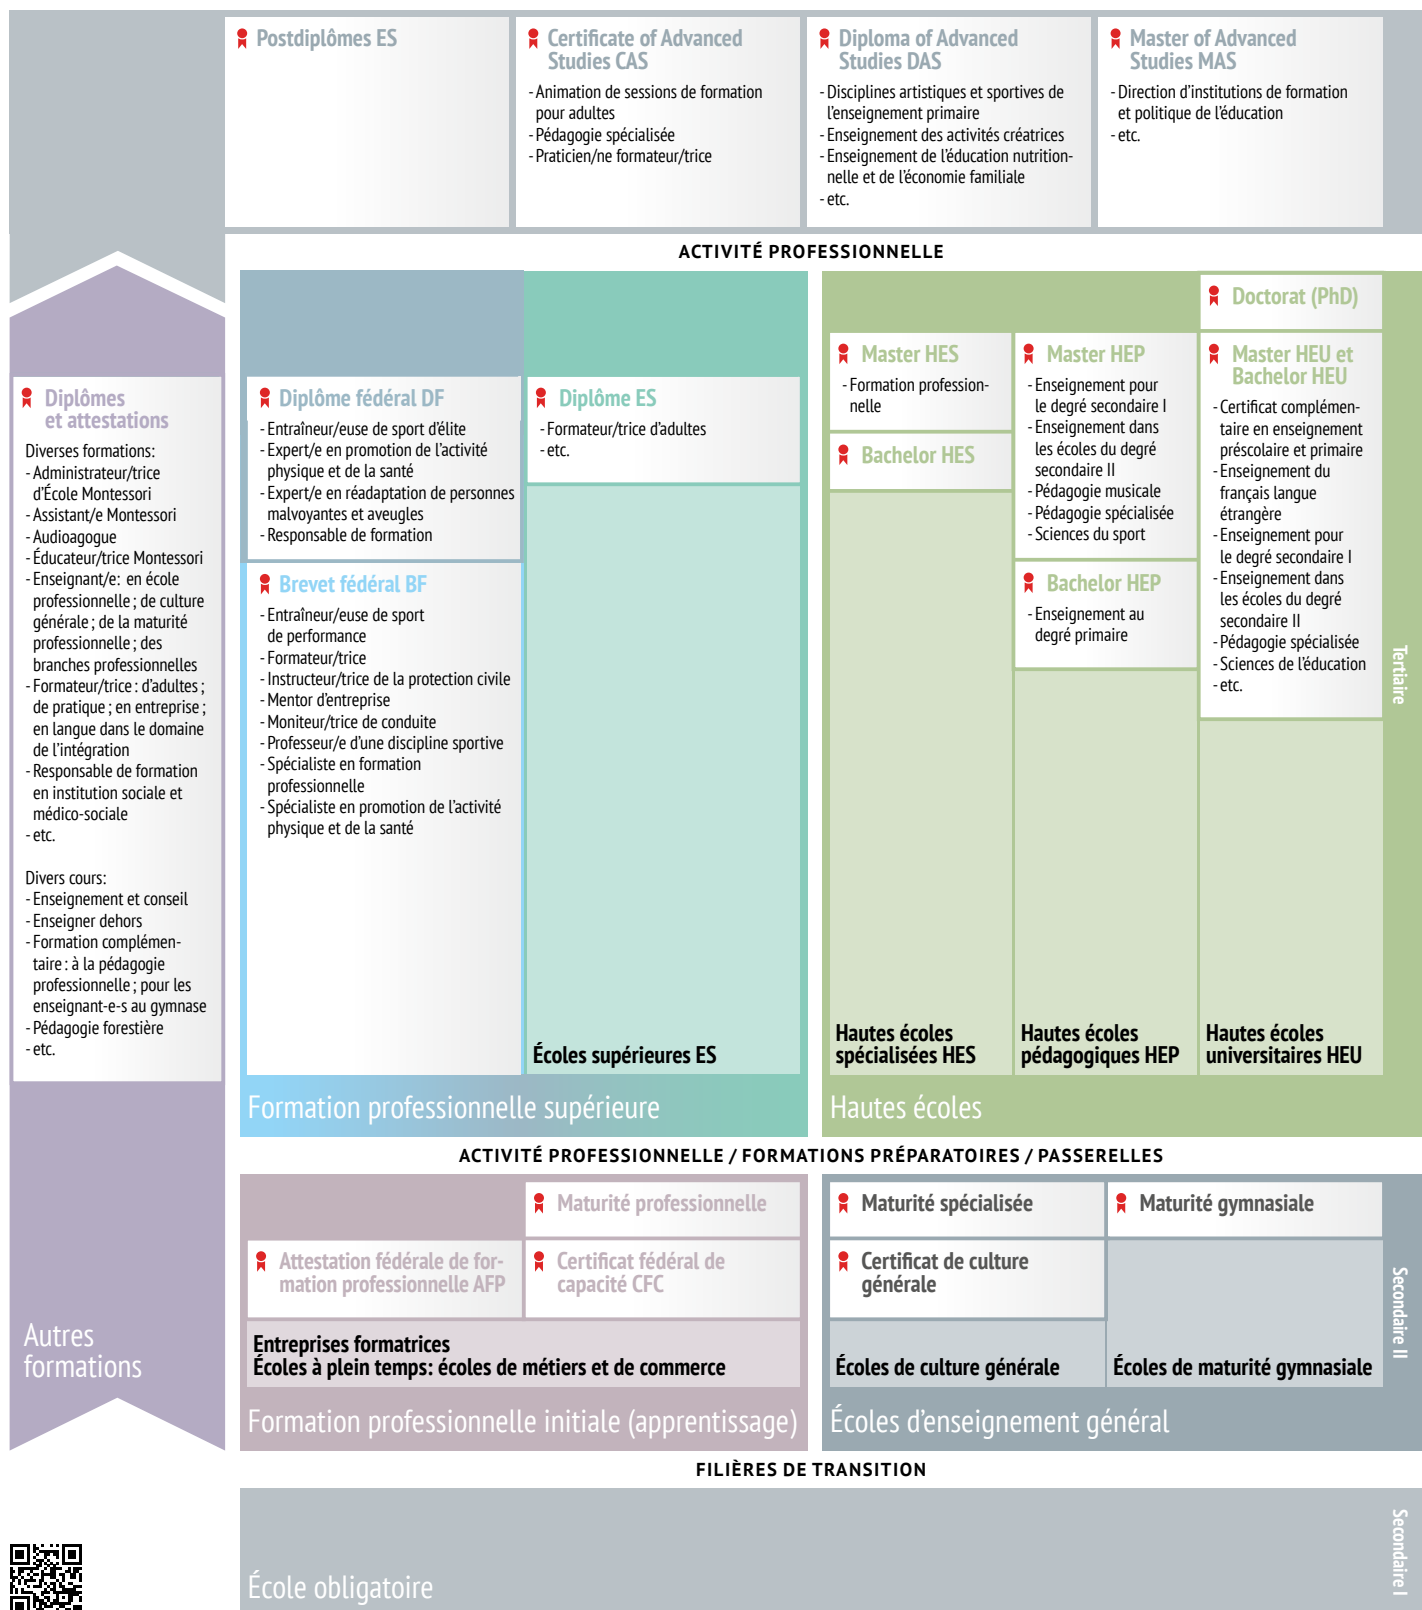 Postdiplômes ES
Certificate of Advanced
Studies CAS
- Animation de sessions de formation
pour adultes
- Pédagogie spécialisée
- Praticien/ne formateur/trice
Diploma of Advanced
Studies DAS
- Disciplines artistiques et sportives de
l'enseignement primaire
- Enseignement des activités créatrices
- Enseignement de l'éducation nutrition-
nelle et de l'économie familiale
- etc.
Master of Advanced
Studies MAS
- Direction d'institutions de formation
et politique de l'éducation
- etc.
ACTIVITÉ PROFESSIONNELLE
Diplômes
et attestations
Diverses formations:
- Administrateur/trice
d'École Montessori
- Assistant/e Montessori
- Audioagogue
- Éducateur/trice Montessori
- Enseignant/e: en école
professionnelle ; de culture
générale ; de la maturité
professionnelle ; des
branches professionnelles
- Formateur/trice : d'adultes ;
de pratique ; en entreprise ;
en langue dans le domaine
de l'intégration
- Responsable de formation
en institution sociale et
médico-sociale
- etc.
Divers cours:
- Enseignement et conseil
- Enseigner dehors
- Formation complémen-
taire : à la pédagogie
professionnelle ; pour les
enseignant-e-s au gymnase
- Pédagogie forestière
- etc.
Autres
formations
Diplôme fédéral DF
- Entraîneur/euse de sport d'élite
- Expert/e en promotion de l'activité
physique et de la santé
- Expert/e en réadaptation de personnes
malvoyantes et aveugles
- Responsable de formation
Brevet fédéral BF
- Entraîneur/euse de sport
de performance
- Formateur/trice
- Instructeur/trice de la protection civile
- Mentor d'entreprise
- Moniteur/trice de conduite
- Professeur/e d'une discipline sportive
- Spécialiste en formation
professionnelle
- Spécialiste en promotion de l'activité
physique et de la santé
Diplôme ES
- Formateur/trice d'adultes
- etc.
Écoles supérieures ES
Formation professionnelle supérieure
Master HES
- Formation profession-
nelle
Bachelor HES
Hautes écoles
spécialisées HES
Master HEP
- Enseignement pour
le degré secondaire I
- Enseignement dans
les écoles du degré
secondaire II
- Pédagogie musicale
- Pédagogie spécialisée
- Sciences du sport
Bachelor HEP
- Enseignement au
degré primaire
Hautes écoles
pédagogiques HEP
Doctorat (PhD)
Master HEU et
Bachelor HEU
- Certificat complémen-
taire en enseignement
préscolaire et primaire
- Enseignement du
français langue
étrangère
- Enseignement pour
le degré secondaire I
- Enseignement dans
les écoles du degré
secondaire II
- Pédagogie spécialisée
- Sciences de l'éducation
- etc.
Hautes écoles
universitaires HEU
Hautes écoles
Tertiaire
ACTIVITÉ PROFESSIONNELLE / FORMATIONS PRÉPARATOIRES / PASSERELLES
Maturité professionnelle
Attestation fédérale de for-
mation professionnelle AFP
Certificat fédéral de
capacité CFC
Entreprises formatrices
Écoles à plein temps: écoles de métiers et de commerce
Formation professionnelle initiale (apprentissage)
Maturité spécialisée
Certificat de culture
générale
Écoles de culture générale
Maturité gymnasiale
Écoles de maturité gymnasiale
Écoles d'enseignement général
Secondaire II
FILIÈRES DE TRANSITION
École obligatoire
Secondaire I